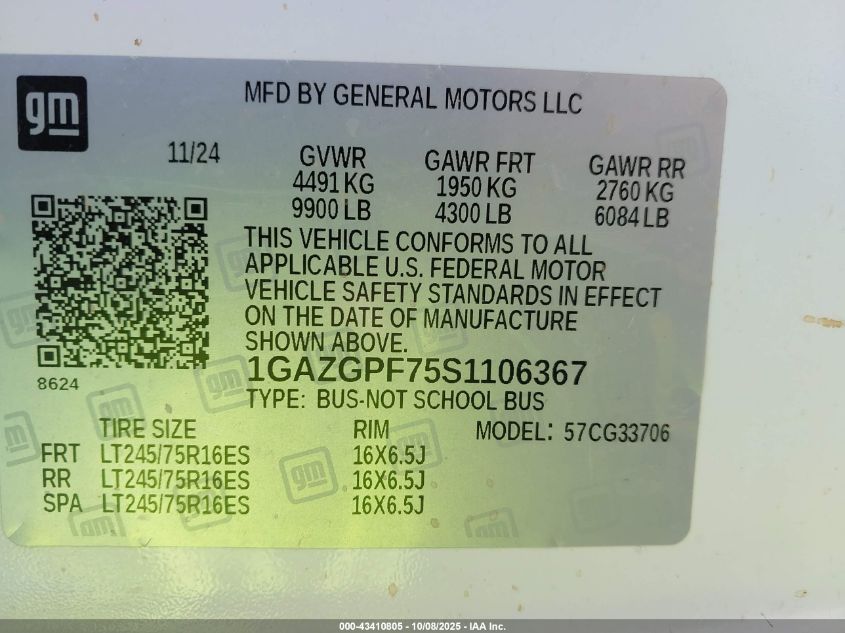 gm
MFD BY GENERAL MOTORS LLC
11/24
GVWR
4491 KG
9900 LB
GAWR FRT
1950 KG
4300 LB
GAWR RR
2760 KG
6084 LB
THIS VEHICLE CONFORMS TO ALL
APPLICABLE U.S. FEDERAL MOTOR
VEHICLE SAFETY STANDARDS IN EFFECT
ON THE DATE OF MANUFACTURE
SHOWN ABOVE.
8624
1GAZGPF75S1106367
TYPE: BUS-NOT SCHOOL BUS
TIRE SIZE RIM MODEL: 57CG33706
FRT LT245/75R16ES 16X6.5J
RR LT245/75R16ES 16X6.5J
SPA LT245/75R16ES 16X6.5J
000-43410805 - 10/08/2025 - IAA Inc.